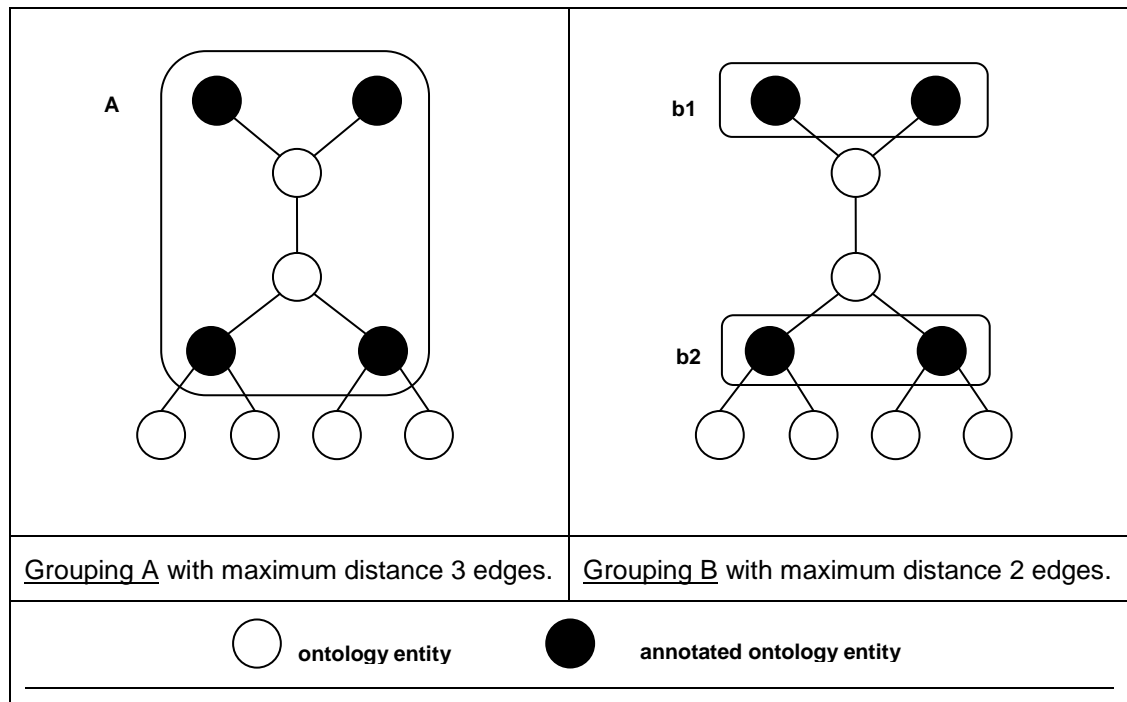 A
b1
b2
Grouping A with maximum distance 3 edges.
Grouping B with maximum distance 2 edges.
ontology entity
annotated ontology entity